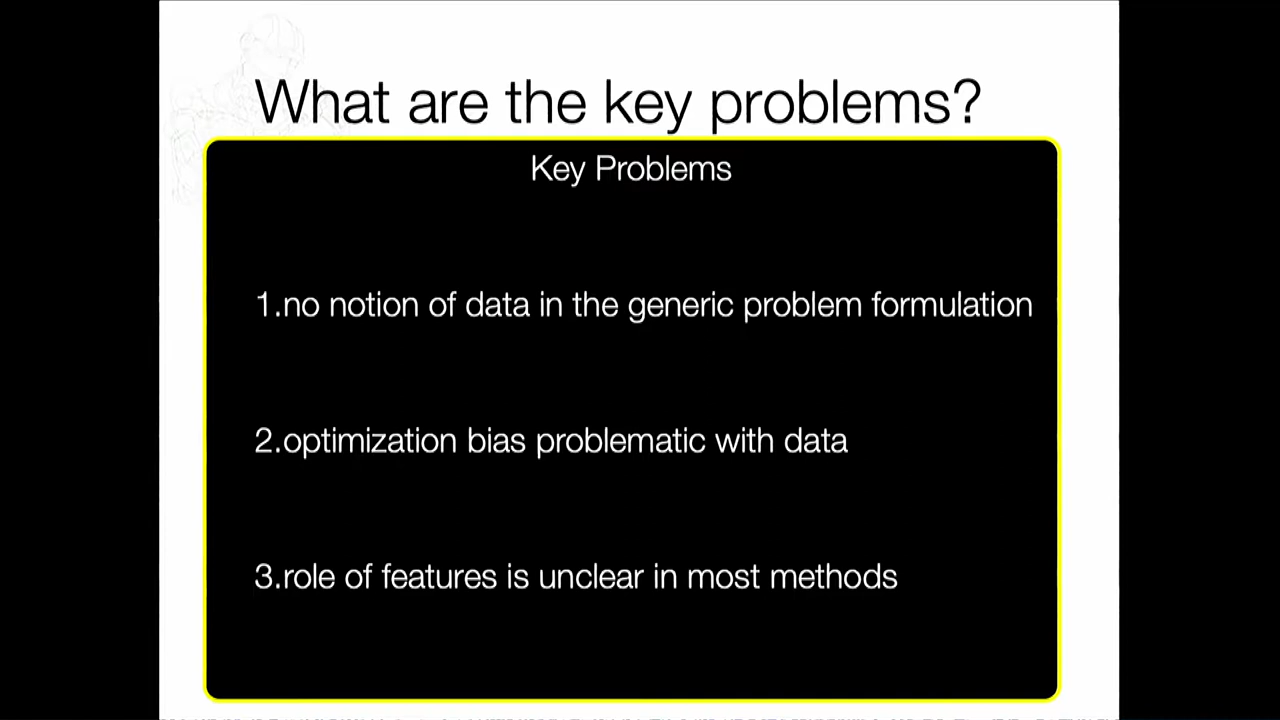 What are the key problems?
Key Problems
1.no notion of data in the generic problem formulation
2.optimization bias problematic with data
3.role of features is unclear in most methods